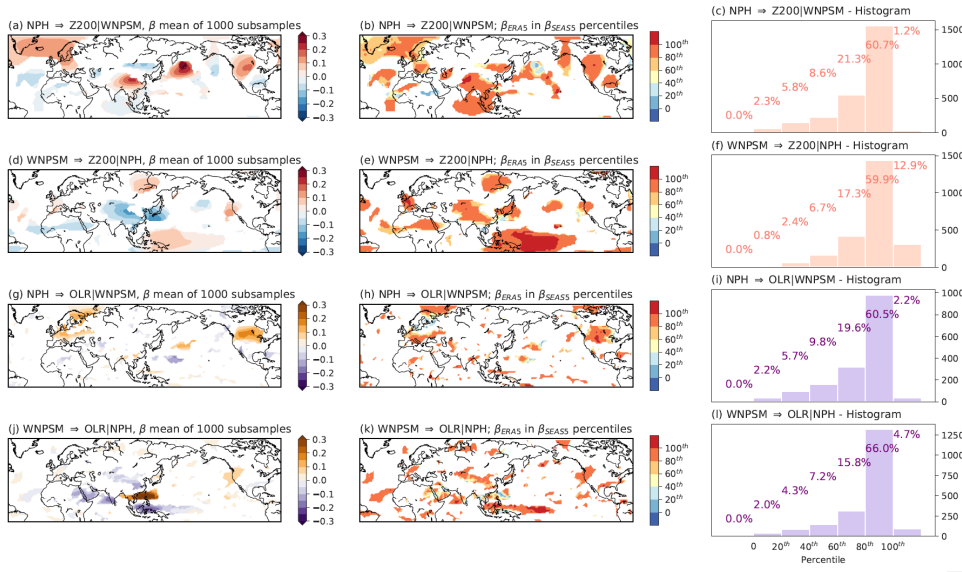 (a) NPH ⇒ Z200|WNPSM, β mean of 1000 subsamples
0.3
0.2
0.1
0.0
−0.1
−0.2
−0.3
(b) NPH ⇒ Z200|WNPSM; β_ERA5 in β_SEAS5 percentiles
100th
80th
60th
40th
20th
0
(c) NPH ⇒ Z200|WNPSM - Histogram
0.0%
2.3%
5.8%
8.6%
21.3%
60.7%
1.2%
1500
1000
500
0
(d) WNPSM ⇒ Z200|NPH, β mean of 1000 subsamples
0.3
0.2
0.1
0.0
−0.1
−0.2
−0.3
(e) WNPSM ⇒ Z200|NPH; β_ERA5 in β_SEAS5 percentiles
100th
80th
60th
40th
20th
0
(f) WNPSM ⇒ Z200|NPH - Histogram
0.0%
0.8%
2.4%
6.7%
17.3%
59.9%
12.9%
1500
1000
500
0
(g) NPH ⇒ OLR|WNPSM, β mean of 1000 subsamples
0.3
0.2
0.1
0.0
−0.1
−0.2
−0.3
(h) NPH ⇒ OLR|WNPSM; β_ERA5 in β_SEAS5 percentiles
100th
80th
60th
40th
20th
0
(i) NPH ⇒ OLR|WNPSM - Histogram
0.0%
2.2%
5.7%
9.8%
19.6%
60.5%
2.2%
1000
800
600
400
200
0
(j) WNPSM ⇒ OLR|NPH, β mean of 1000 subsamples
0.3
0.2
0.1
0.0
−0.1
−0.2
−0.3
(k) WNPSM ⇒ OLR|NPH; β_ERA5 in β_SEAS5 percentiles
100th
80th
60th
40th
20th
0
(l) WNPSM ⇒ OLR|NPH - Histogram
0.0%
2.0%
4.3%
7.2%
15.8%
66.0%
4.7%
1250
1000
750
500
250
0
0 20th 40th 60th 80th 100th
Percentile